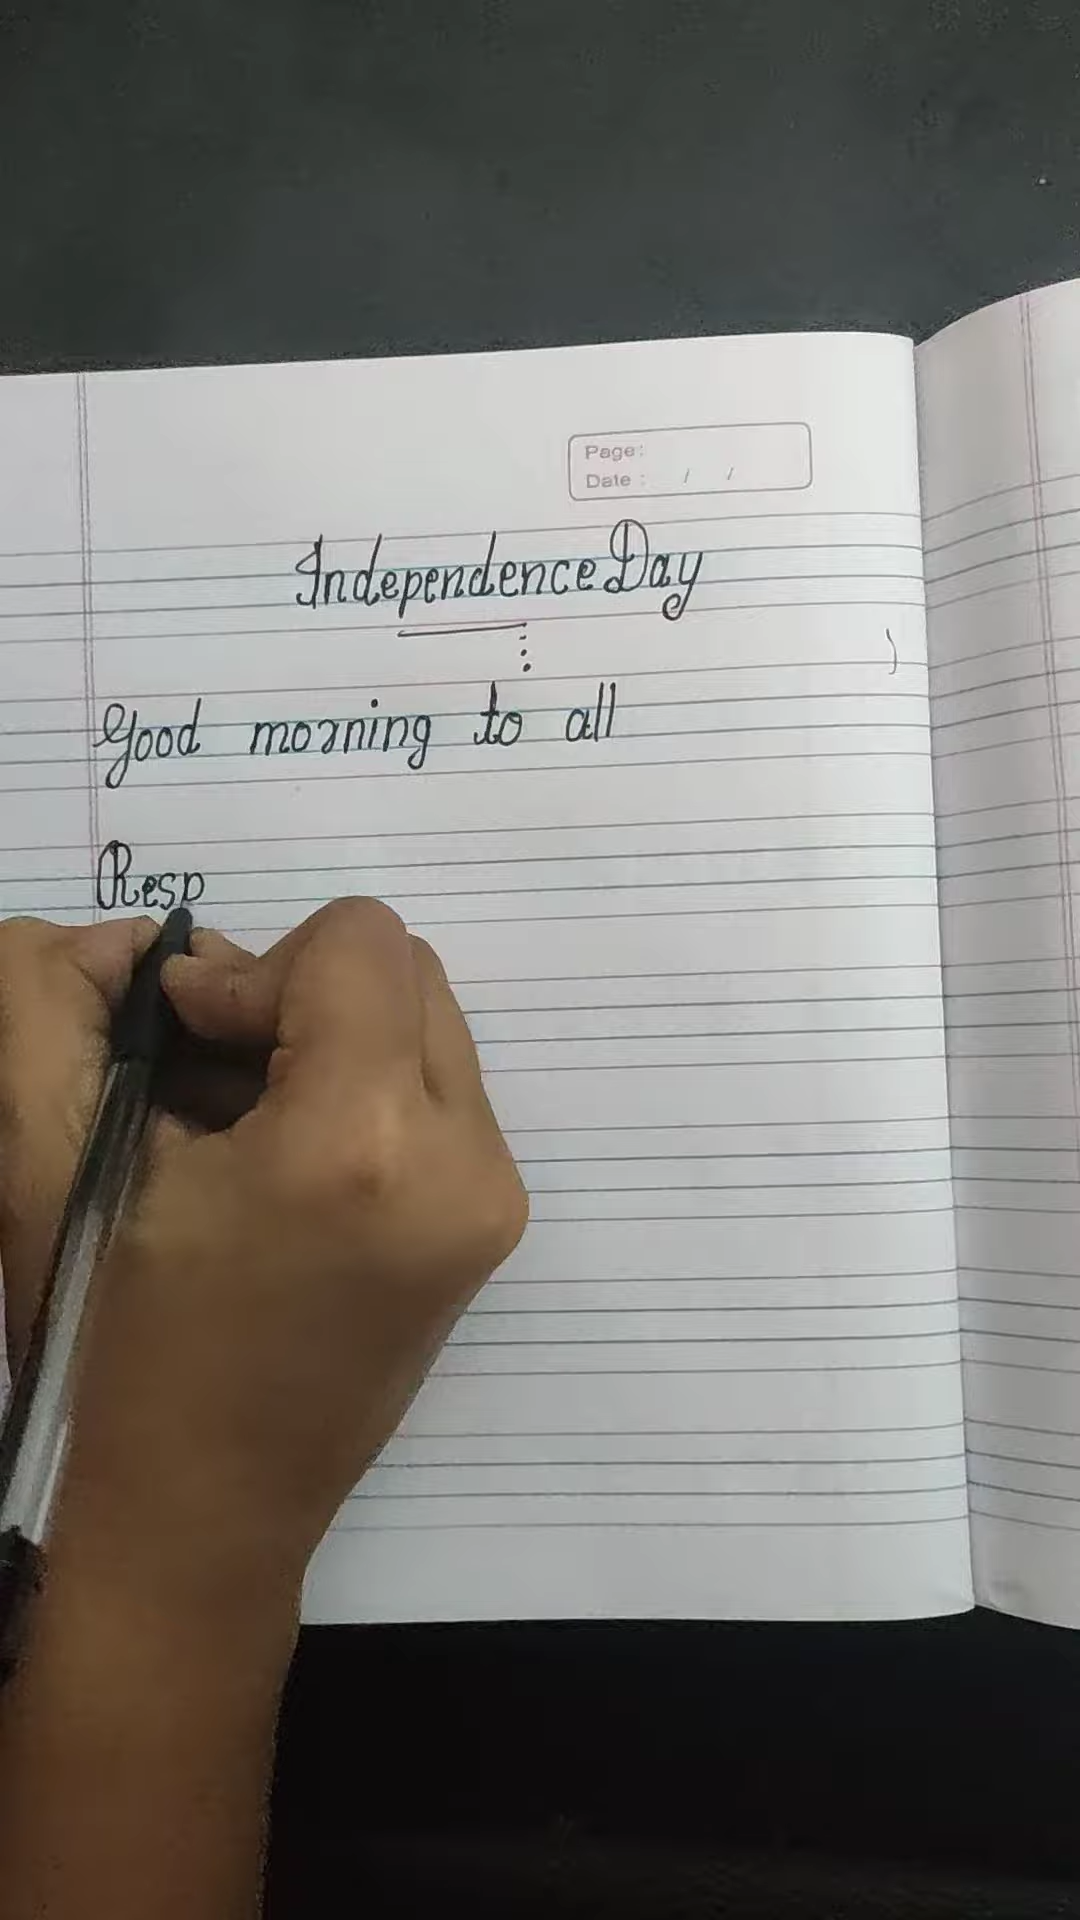 Page:
Date : / /
Independence Day
Good morning to all
Resp